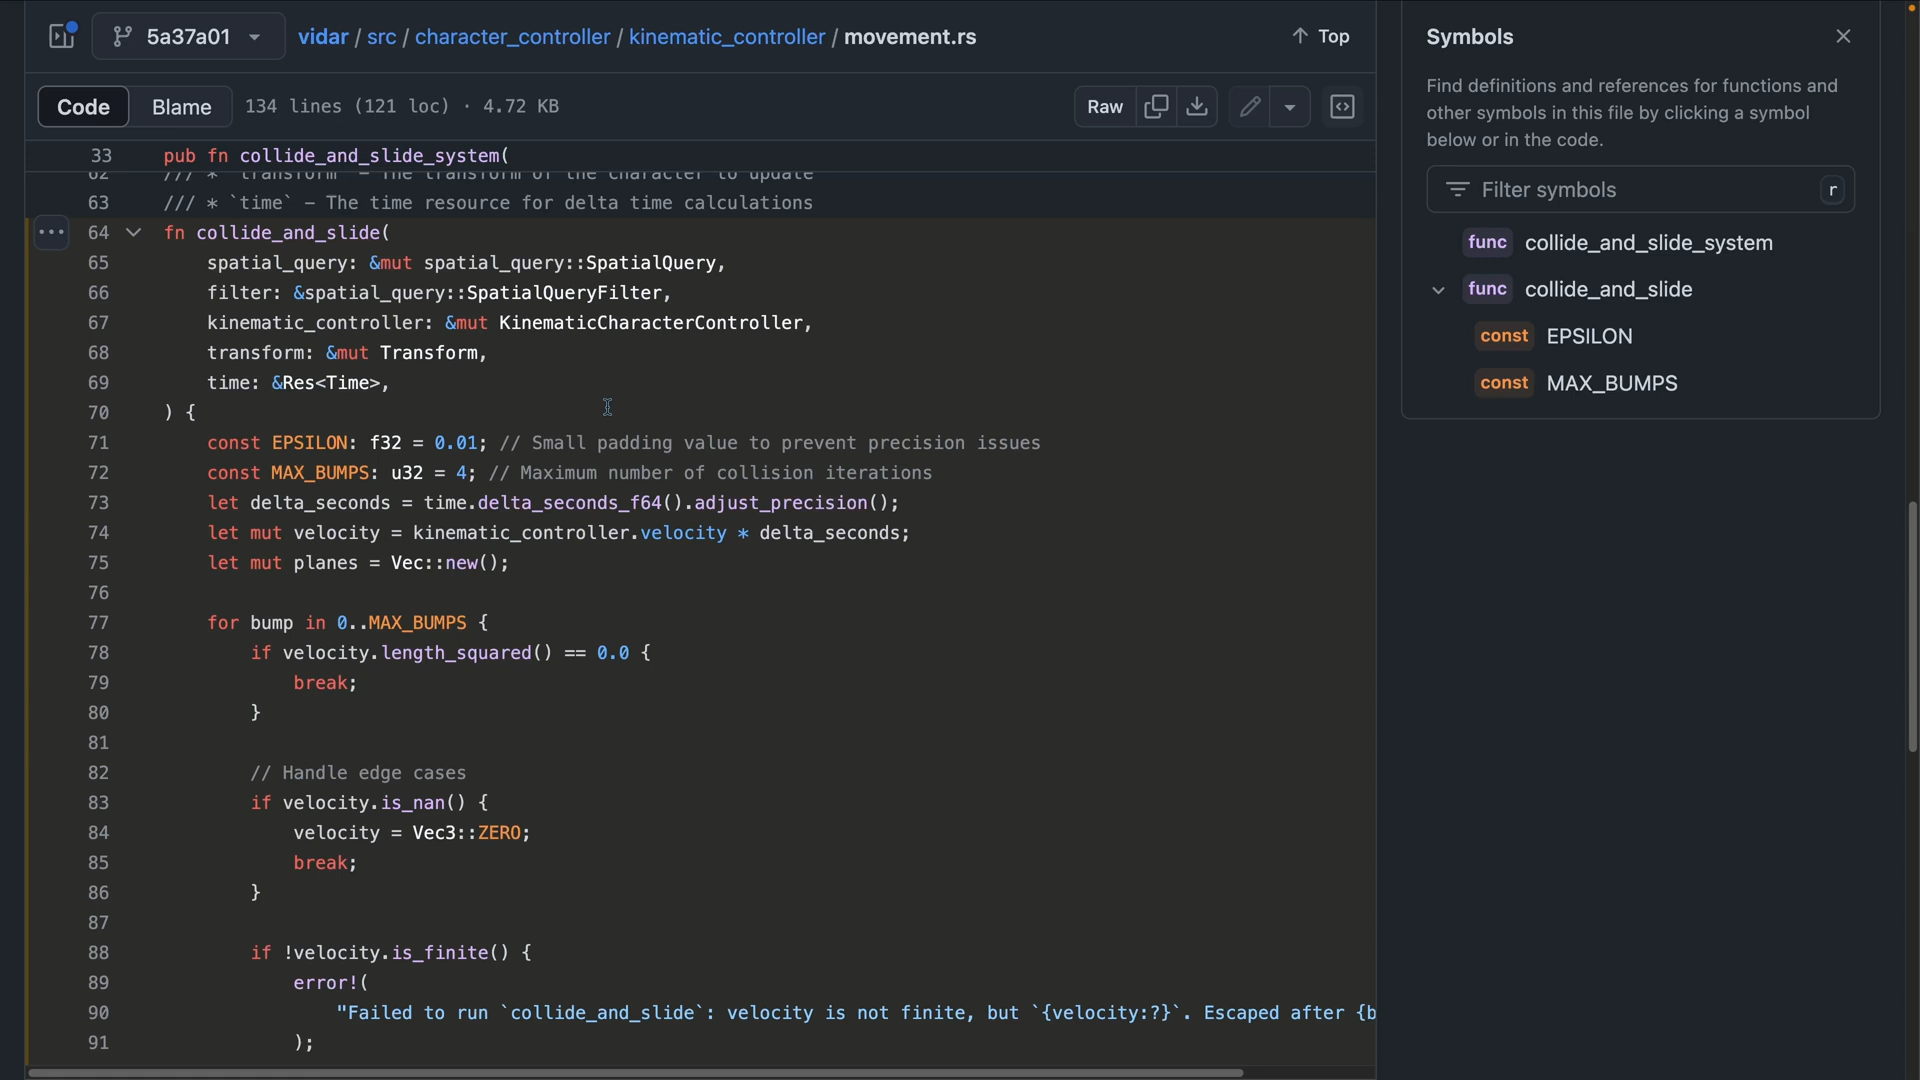 5a37a01 vidar / src / character_controller / kinematic_controller / movement.rs
Top
Code Blame 134 lines (121 loc) · 4.72 KB
Raw
33 pub fn collide_and_slide_system(
62 /// * `transform` - The transform of the character to update
63 /// * `time` - The time resource for delta time calculations
64 fn collide_and_slide(
65 spatial_query: &mut spatial_query::SpatialQuery,
66 filter: &spatial_query::SpatialQueryFilter,
67 kinematic_controller: &mut KinematicCharacterController,
68 transform: &mut Transform,
69 time: &Res<Time>,
70 ) {
71 const EPSILON: f32 = 0.01; // Small padding value to prevent precision issues
72 const MAX_BUMPS: u32 = 4; // Maximum number of collision iterations
73 let delta_seconds = time.delta_seconds_f64().adjust_precision();
74 let mut velocity = kinematic_controller.velocity * delta_seconds;
75 let mut planes = Vec::new();
76
77 for bump in 0..MAX_BUMPS {
78 if velocity.length_squared() == 0.0 {
79 break;
80 }
81
82 // Handle edge cases
83 if velocity.is_nan() {
84 velocity = Vec3::ZERO;
85 break;
86 }
87
88 if !velocity.is_finite() {
89 error!(
90 "Failed to run `collide_and_slide`: velocity is not finite, but `{velocity:?}`. Escaped after {b
91 );
Symbols
Find definitions and references for functions and
other symbols in this file by clicking a symbol
below or in the code.
Filter symbols r
func collide_and_slide_system
func collide_and_slide
const EPSILON
const MAX_BUMPS